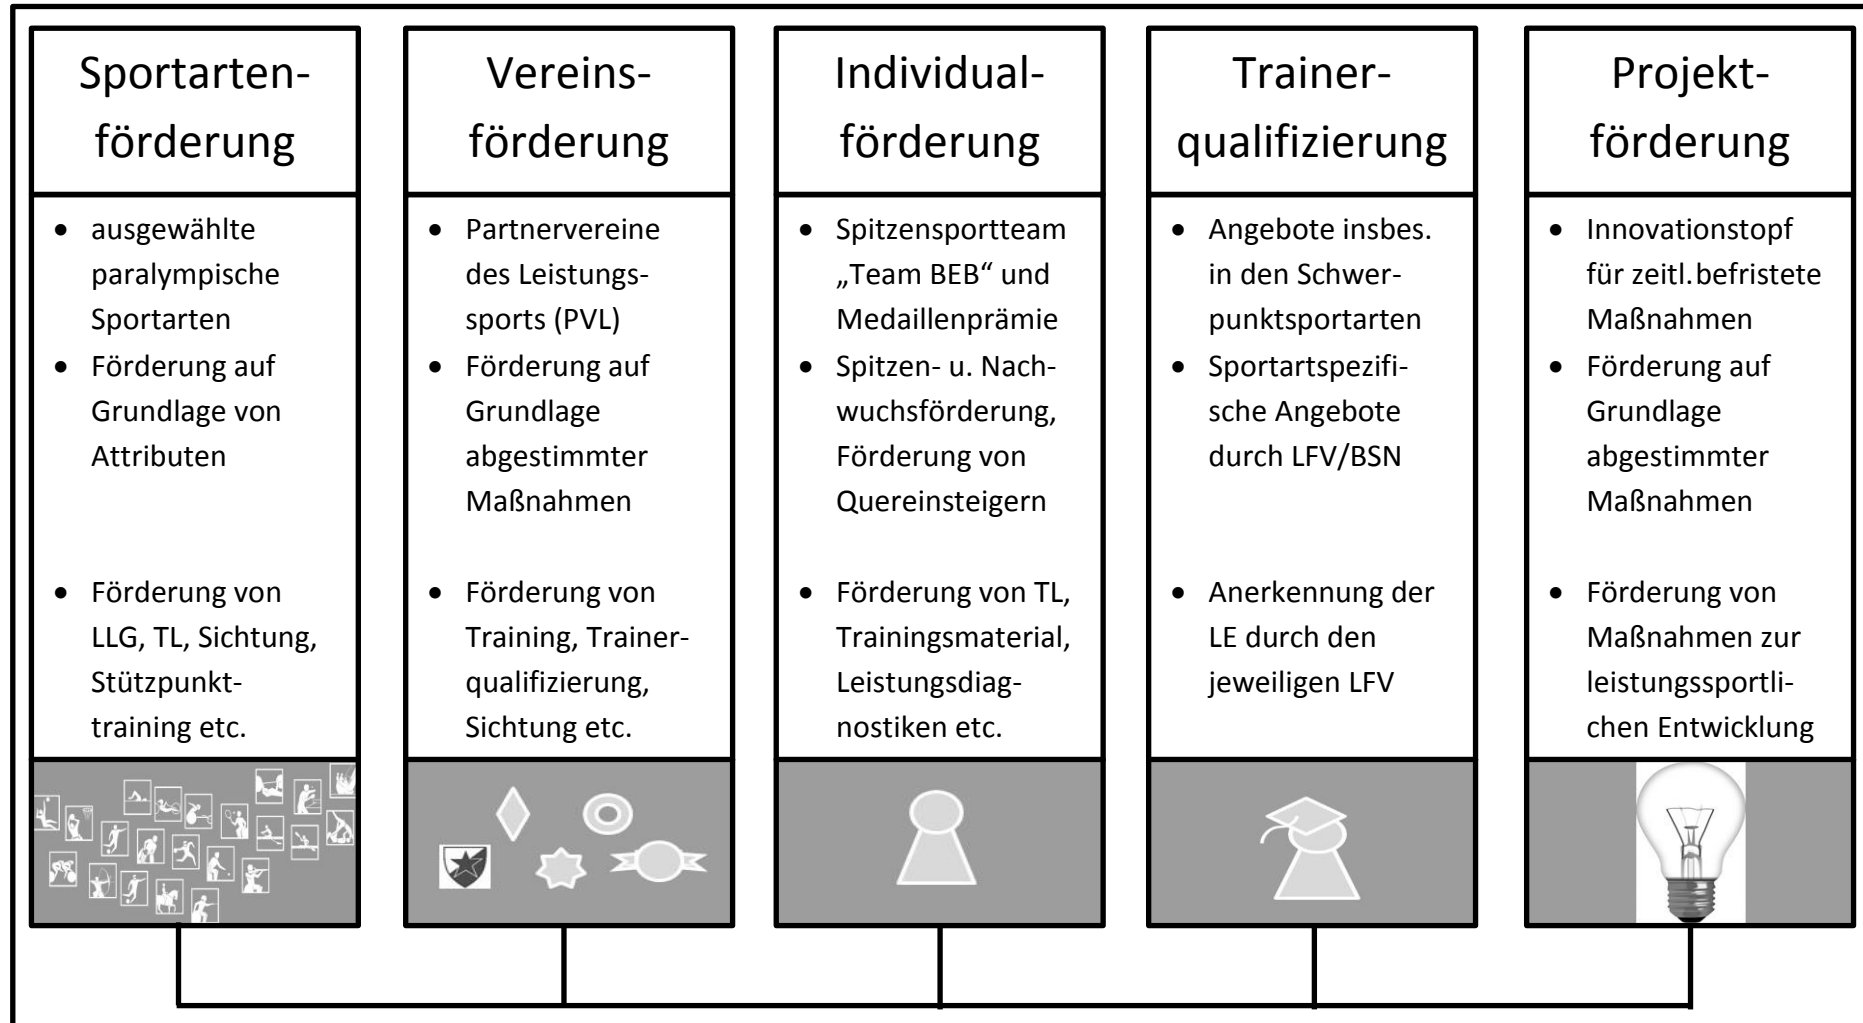 Sportarten-
förderung
• ausgewählte
paralympische
Sportarten
• Förderung auf
Grundlage von
Attributen
• Förderung von
LLG, TL, Sichtung,
Stützpunkt-
training etc.
Vereins-
förderung
• Partnervereine
des Leistungs-
sports (PVL)
• Förderung auf
Grundlage
abgestimmter
Maßnahmen
• Förderung von
Training, Trainer-
qualifizierung,
Sichtung etc.
Individual-
förderung
• Spitzensportteam
„Team BEB“ und
Medaillenprämie
• Spitzen- u. Nach-
wuchsförderung,
Förderung von
Quereinsteigern
• Förderung von TL,
Trainingsmaterial,
Leistungsdiag-
nostiken etc.
Trainer-
qualifizierung
• Angebote insbes.
in den Schwer-
punktsportarten
• Sportartspezifi-
sche Angebote
durch LFV/BSN
• Anerkennung der
LE durch den
jeweiligen LFV
Projekt-
förderung
• Innovationstopf
für zeitl. befristete
Maßnahmen
• Förderung auf
Grundlage
abgestimmter
Maßnahmen
• Förderung von
Maßnahmen zur
leistungssportli-
chen Entwicklung